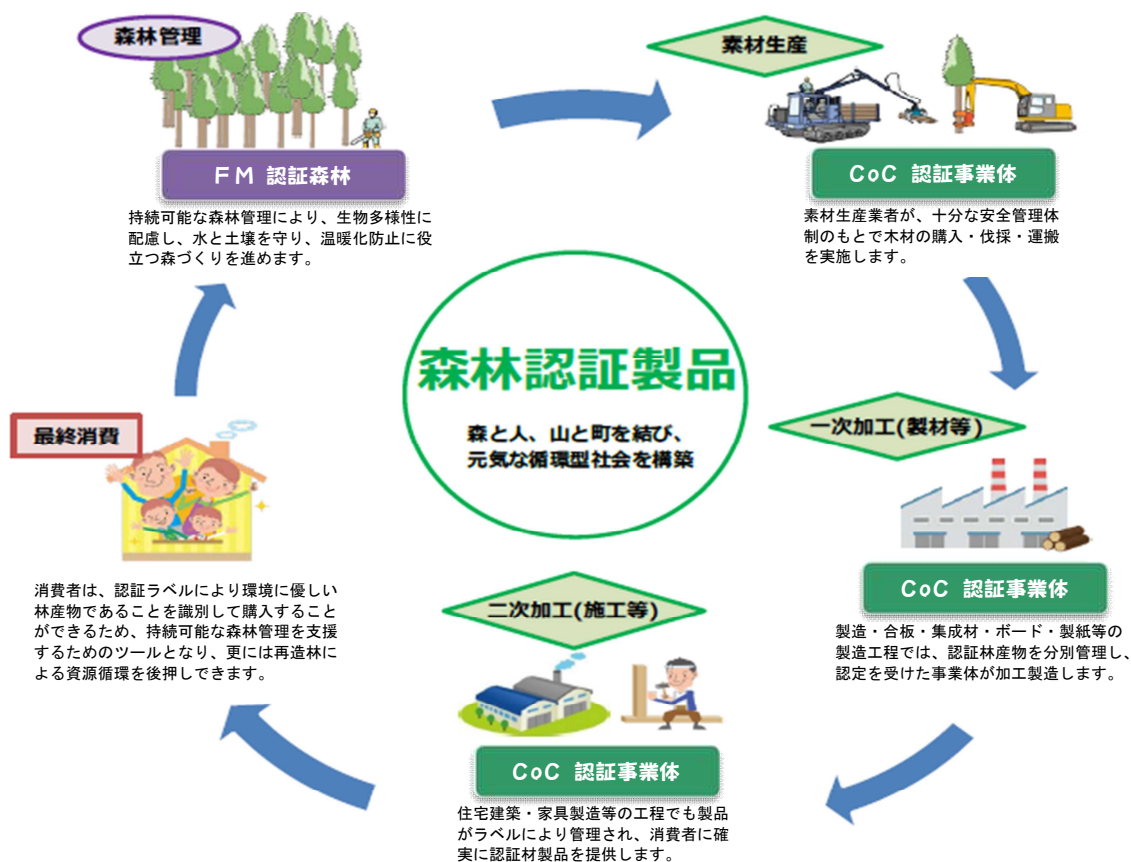 森林管理
FM 認証森林
持続可能な森林管理により、生物多様性に
配慮し、水と土壌を守り、温暖化防止に役
立つ森づくりを進めます。
素材生産
CoC 認証事業体
素材生産業者が、十分な安全管理体
制のもとで木材の購入・伐採・運搬
を実施します。
森林認証製品
森と人、山と町を結び、
元気な循環型社会を構築
一次加工(製材等)
CoC 認証事業体
製造・合板・集成材・ボード・製紙等の
製造工程では、認証林産物を分別管理し、
認定を受けた事業体が加工製造します。
二次加工(施工等)
CoC 認証事業体
住宅建築・家具製造等の工程でも製品
がラベルにより管理され、消費者に確
実に認証材製品を提供します。
最終消費
消費者は、認証ラベルにより環境に優しい
林産物であることを識別して購入すること
ができるため、持続可能な森林管理を支援
するためのツールとなり、更には再造林に
よる資源循環を後押しできます。